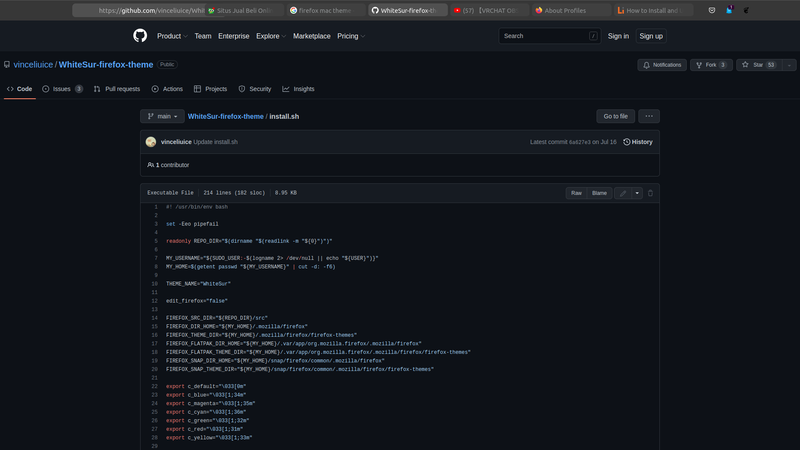 https://github.com/vinceliuice/Whi
Situs Jual Beli Onli
firefox mac theme
WhiteSur-firefox-th
(57) 【VRCHAT OR
About Profiles
How to Install and
Product
Team
Enterprise
Explore
Marketplace
Pricing
Search
/
Sign in
Sign up
vinceliuice / WhiteSur-firefox-theme
Public
Notifications
Fork 3
Star 53
Code
Issues 3
Pull requests
Actions
Projects
Security
Insights
main
WhiteSur-firefox-theme / install.sh
Go to file
...
vinceliuice Update install.sh
Latest commit 6a627e3 on Jul 16
History
1 contributor
Executable File
214 lines (182 sloc)
8.95 KB
Raw
Blame
1 #! /usr/bin/env bash
2
3 set -Eeo pipefail
4
5 readonly REPO_DIR="$(dirname "$(readlink -m "${0}")")"
6
7 MY_USERNAME="${SUDO_USER:-$(logname 2> /dev/null || echo "${USER}")}"
8 MY_HOME=$(getent passwd "${MY_USERNAME}" | cut -d: -f6)
9
10 THEME_NAME="WhiteSur"
11
12 edit_firefox="false"
13
14 FIREFOX_SRC_DIR="${REPO_DIR}/src"
15 FIREFOX_DIR_HOME="${MY_HOME}/.mozilla/firefox"
16 FIREFOX_THEME_DIR="${MY_HOME}/.mozilla/firefox/firefox-themes"
17 FIREFOX_FLATPAK_DIR_HOME="${MY_HOME}/.var/app/org.mozilla.firefox/.mozilla/firefox"
18 FIREFOX_FLATPAK_THEME_DIR="${MY_HOME}/.var/app/org.mozilla.firefox/.mozilla/firefox/firefox-themes"
19 FIREFOX_SNAP_DIR_HOME="${MY_HOME}/snap/firefox/common/.mozilla/firefox"
20 FIREFOX_SNAP_THEME_DIR="${MY_HOME}/snap/firefox/common/.mozilla/firefox/firefox-themes"
21
22 export c_default="\033[0m"
23 export c_blue="\033[1;34m"
24 export c_magenta="\033[1;35m"
25 export c_cyan="\033[1;36m"
26 export c_green="\033[1;32m"
27 export c_red="\033[1;31m"
28 export c_yellow="\033[1;33m"
29